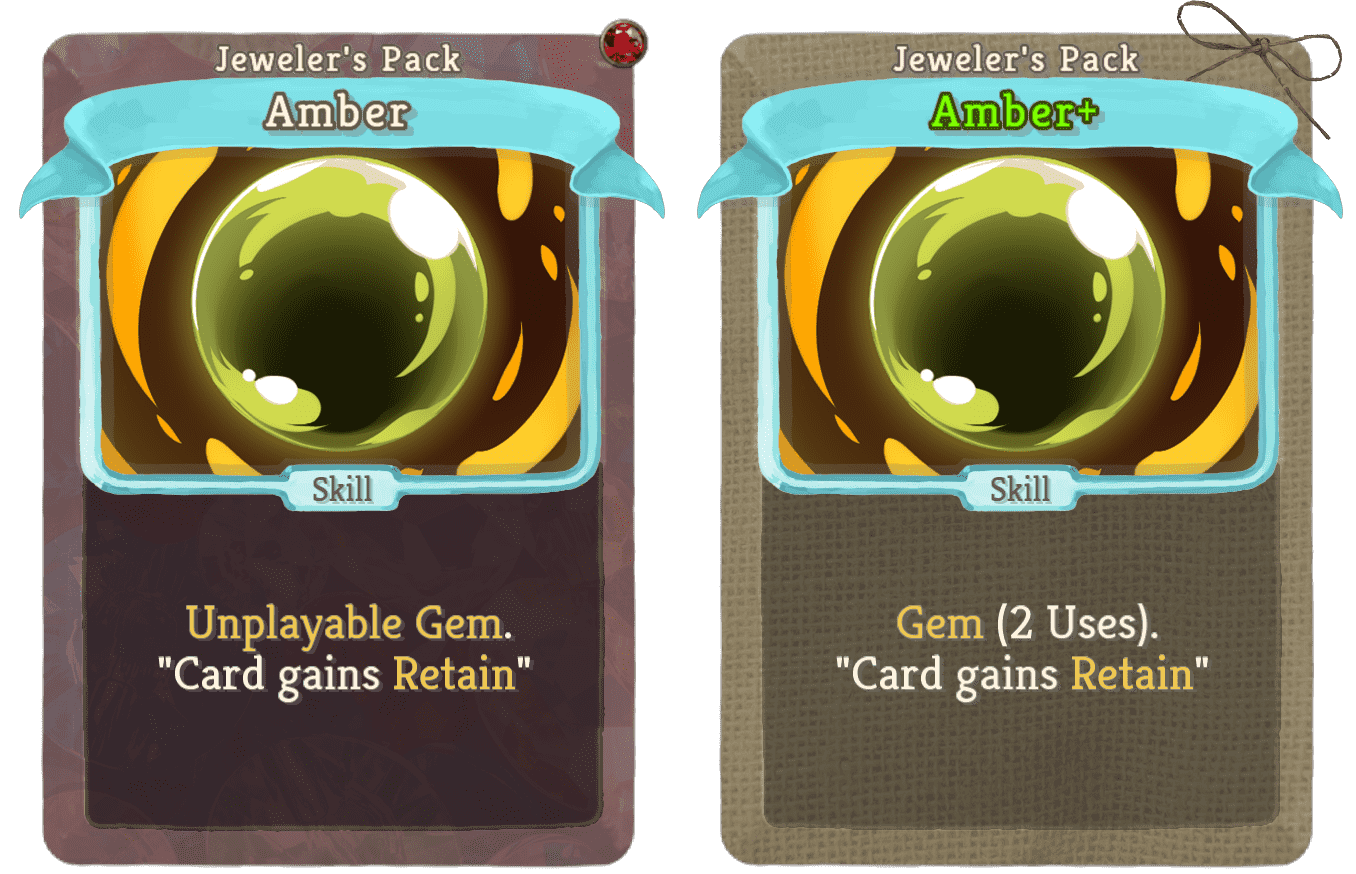 Jeweler's Pack
Amber
Skill
Unplayable Gem.
"Card gains Retain"
Jeweler's Pack
Amber+
Skill
Gem (2 Uses).
"Card gains Retain"